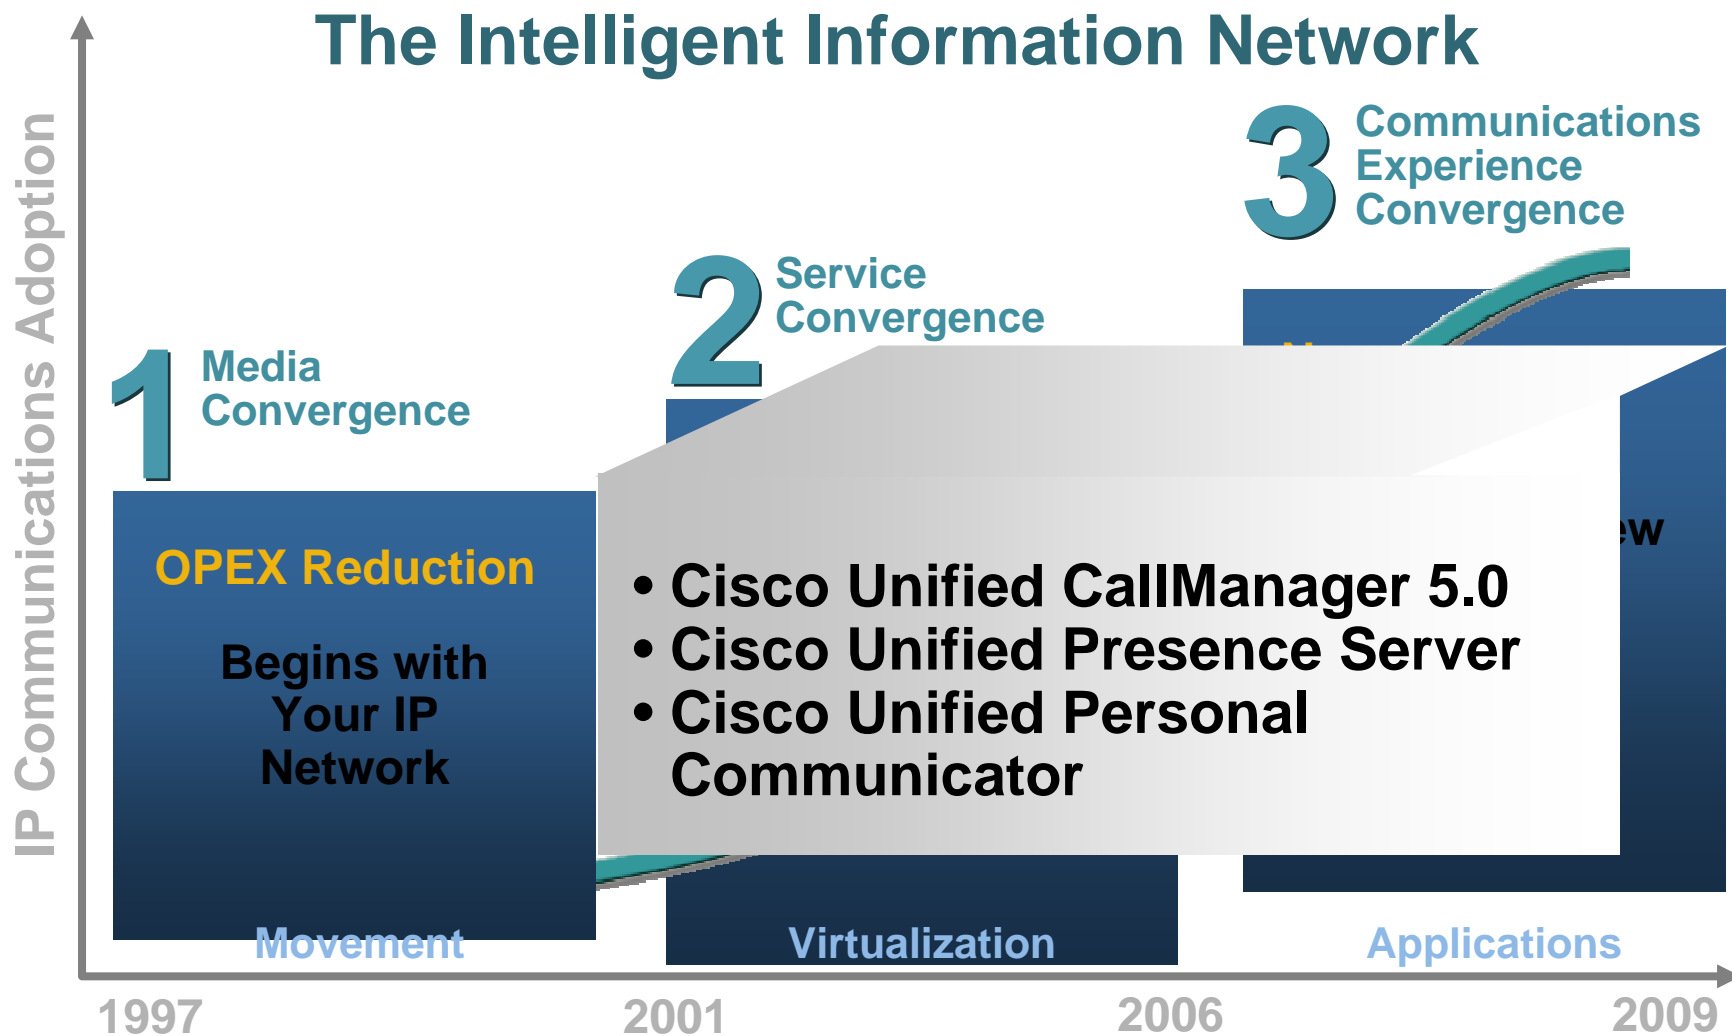 The Intelligent Information Network
IP Communications Adoption
1
Media
Convergence
2
Service
Convergence
3
Communications
Experience
Convergence
OPEX Reduction
Begins with
Your IP
Network
• Cisco Unified CallManager 5.0
• Cisco Unified Presence Server
• Cisco Unified Personal
Communicator
Movement
Virtualization
Applications
1997
2001
2006
2009